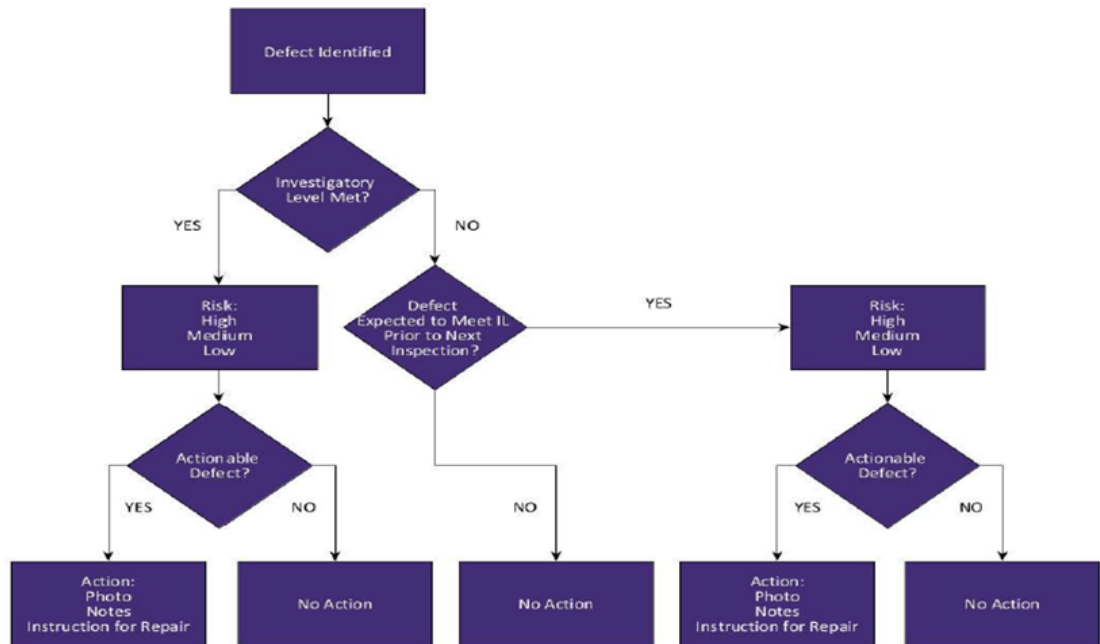 Defect Identified
Investigatory
Level Met?
YES
NO
Risk:
High
Medium
Low
Defect
Expected to Meet IL
Prior to Next
Inspection?
YES
Risk:
High
Medium
Low
Actionable
Defect?
Actionable
Defect?
YES
NO
NO
YES
NO
Action:
Photo
Notes
Instruction for Repair
No Action
No Action
Action:
Photo
Notes
Instruction for Repair
No Action